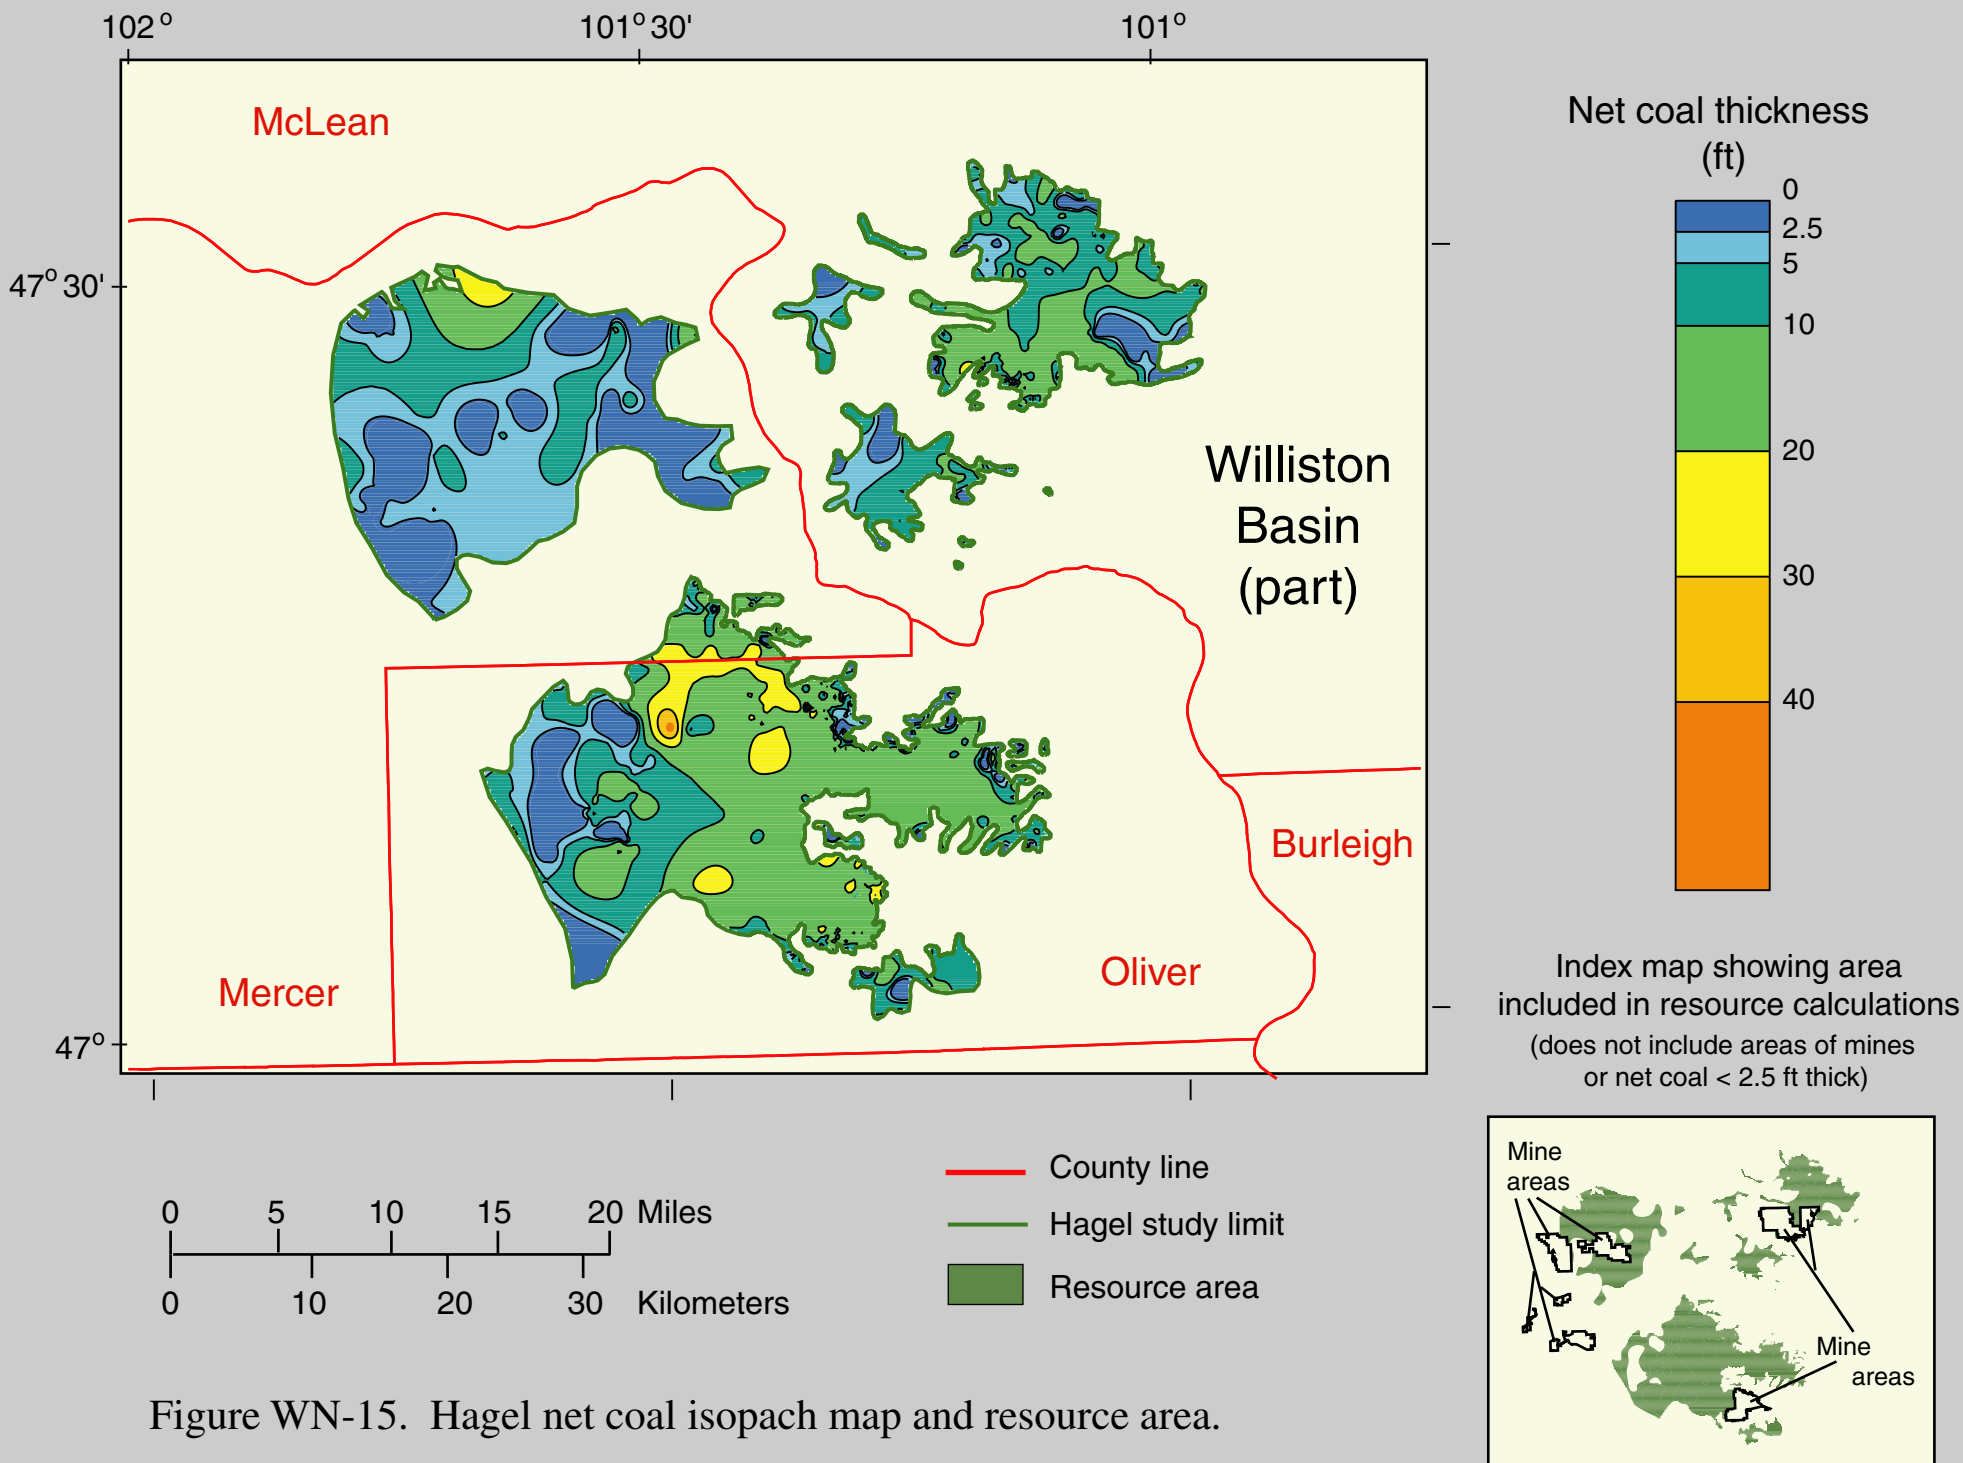 102°
101°30'
101°
47°30'
47°
McLean
Williston
Basin
(part)
Burleigh
Mercer
Oliver
Net coal thickness
(ft)
0
2.5
5
10
20
30
40
Index map showing area
included in resource calculations
(does not include areas of mines
or net coal < 2.5 ft thick)
Mine
areas
Mine
areas
0 5 10 15 20 Miles
0 10 20 30 Kilometers
County line
Hagel study limit
Resource area
Figure WN-15. Hagel net coal isopach map and resource area.